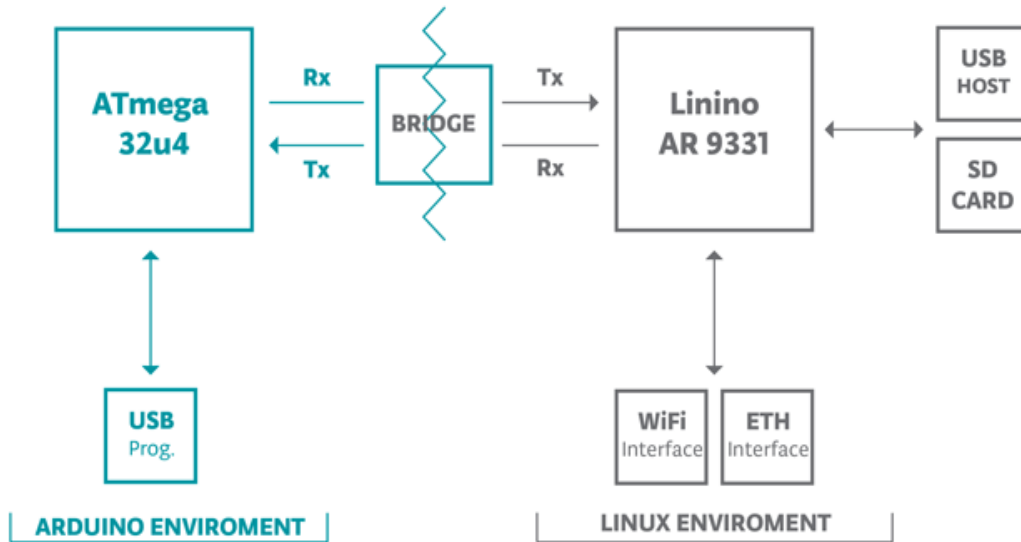 ATmega
32u4
Rx
Tx
BRIDGE
Tx
Rx
Linino
AR 9331
USB
HOST
SD
CARD
USB
Prog.
WiFi
Interface
ETH
Interface
ARDUINO ENVIROMENT
LINUX ENVIROMENT